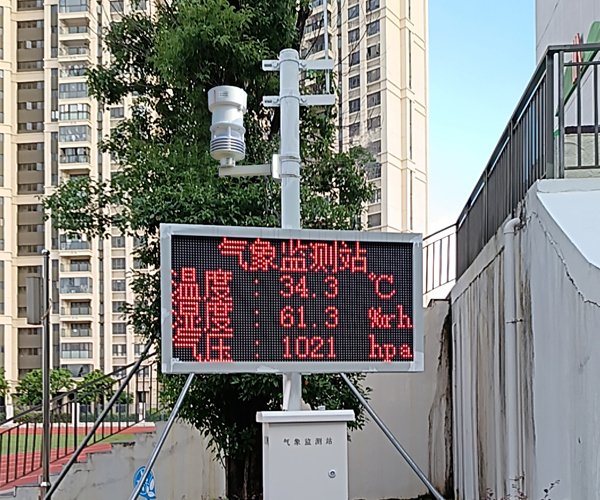 气象监测站
温度 : 34.3 ℃
湿度 : 61.3 %rh
气压 : 1021 hpa
气象监测站